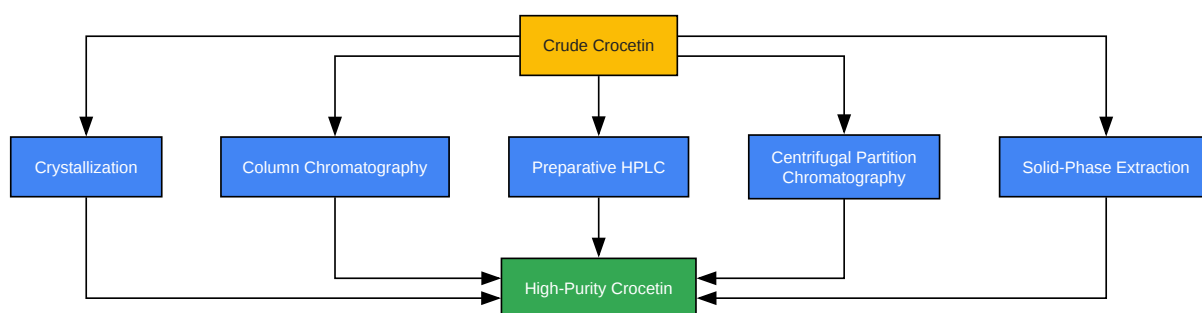 Crude Crocetin
Crystallization
Column Chromatography
Preparative HPLC
Centrifugal Partition
Chromatography
Solid-Phase Extraction
High-Purity Crocetin